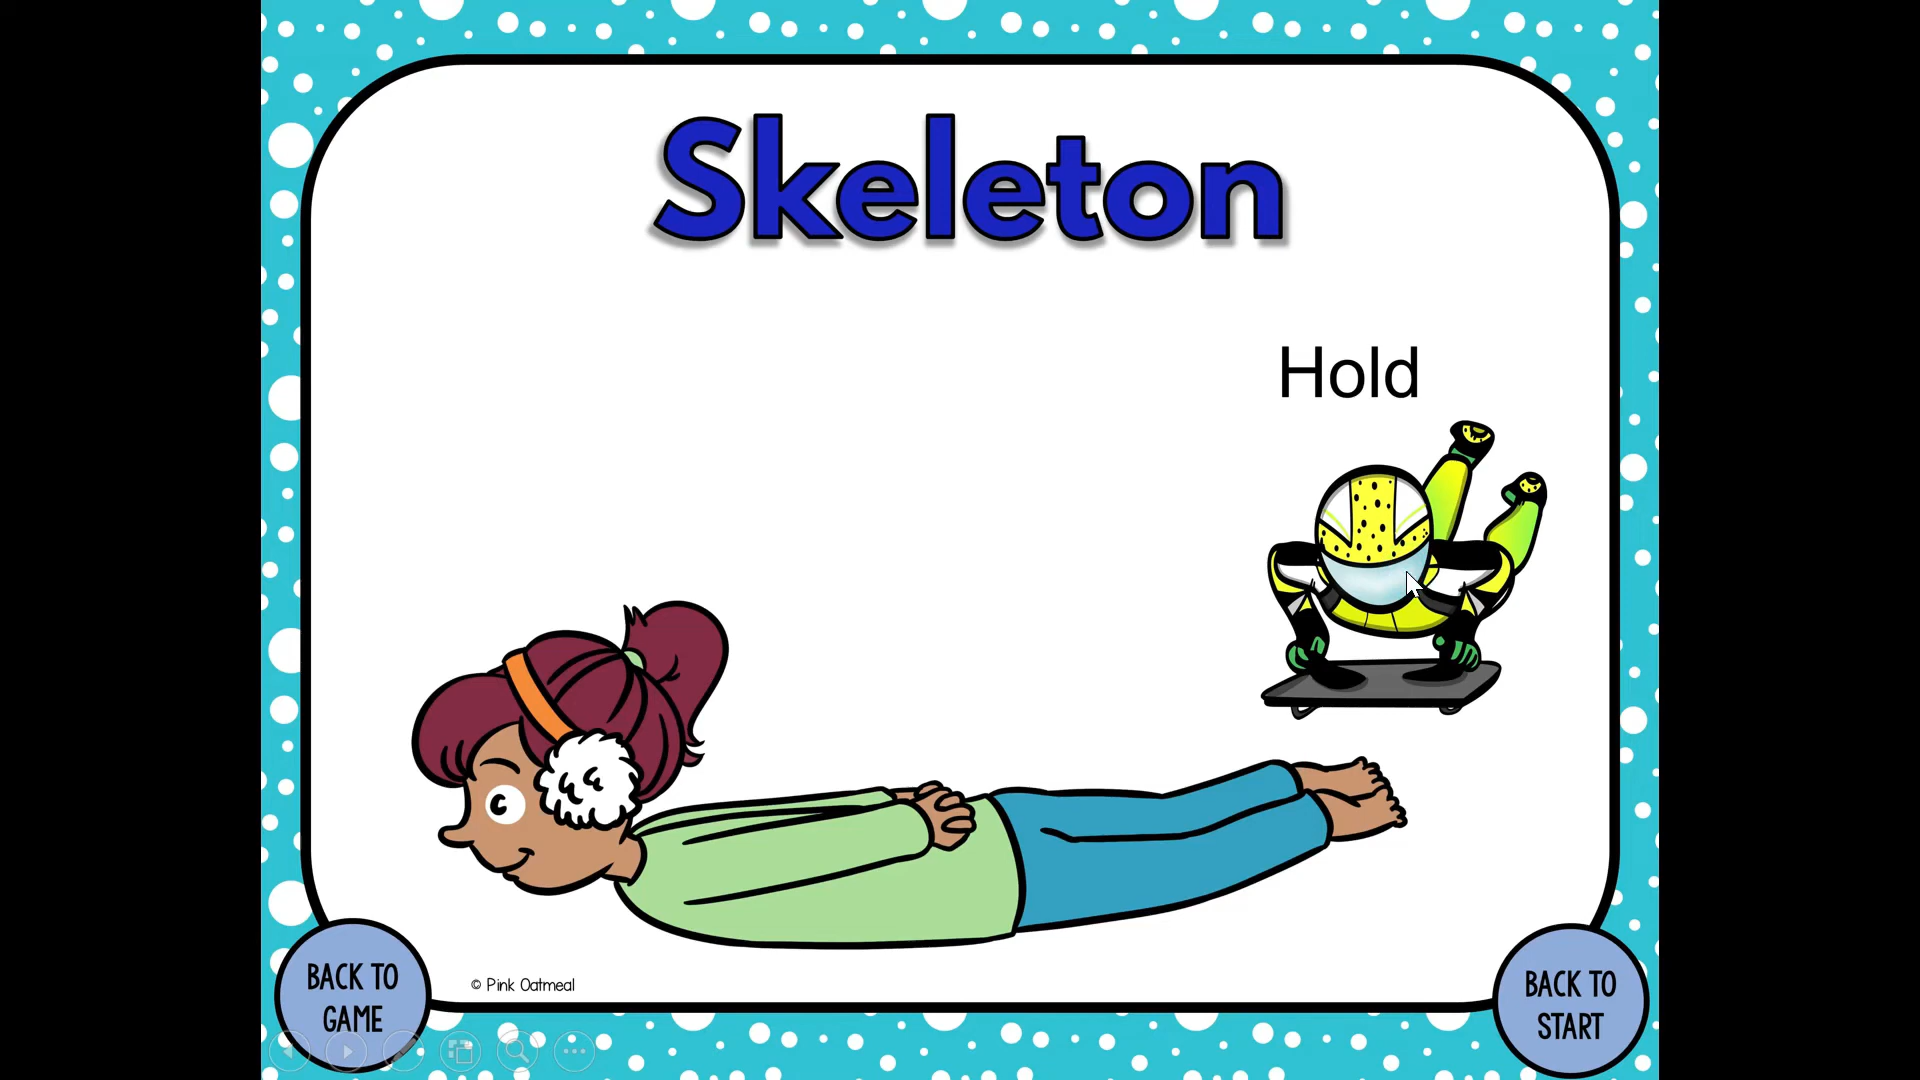 Skeleton
Hold
BACK TO
GAME
© Pink Oatmeal
BACK TO
START